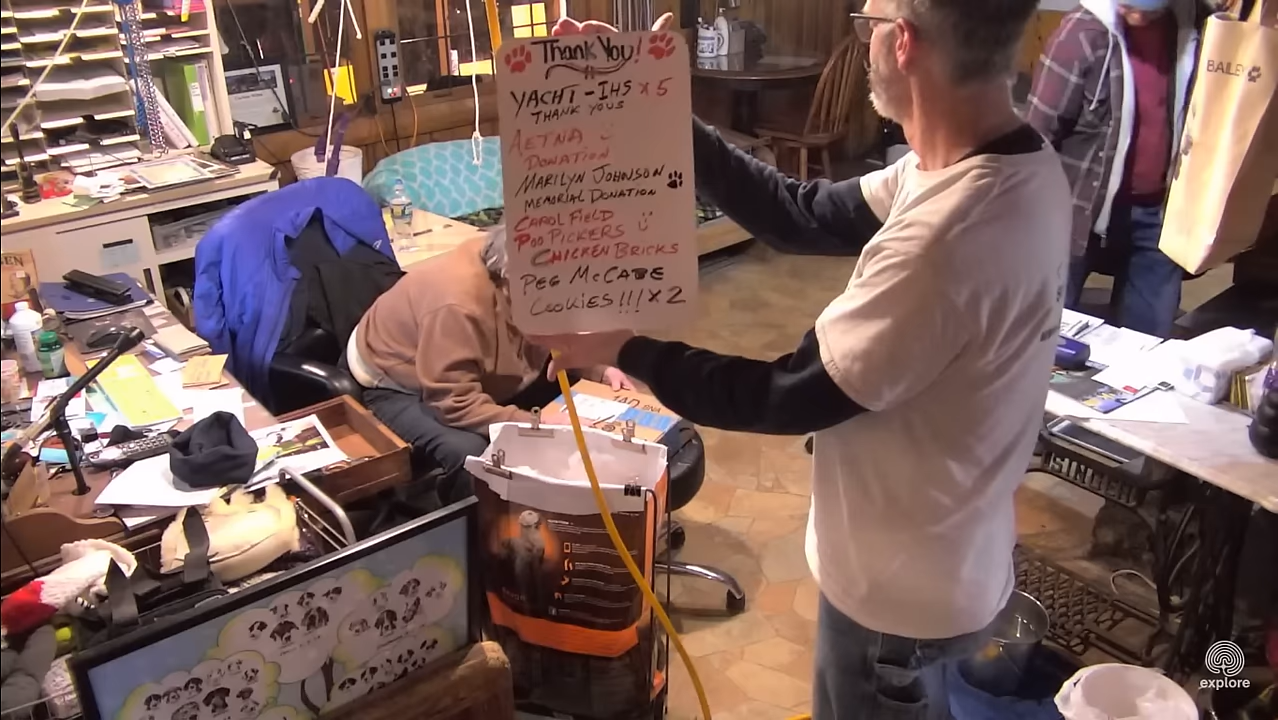 Thank You!
YACHT-IHS x 5
THANK YOUS
AETNA
DONATION
MARILYN JOHNSON
MEMORIAL DONATION
CAROL FIELD
POO PICKERS
CHICKEN BRICKS
PEG MCCABE
COOKIES!!! X 2
BAILEY
SINGER
explore